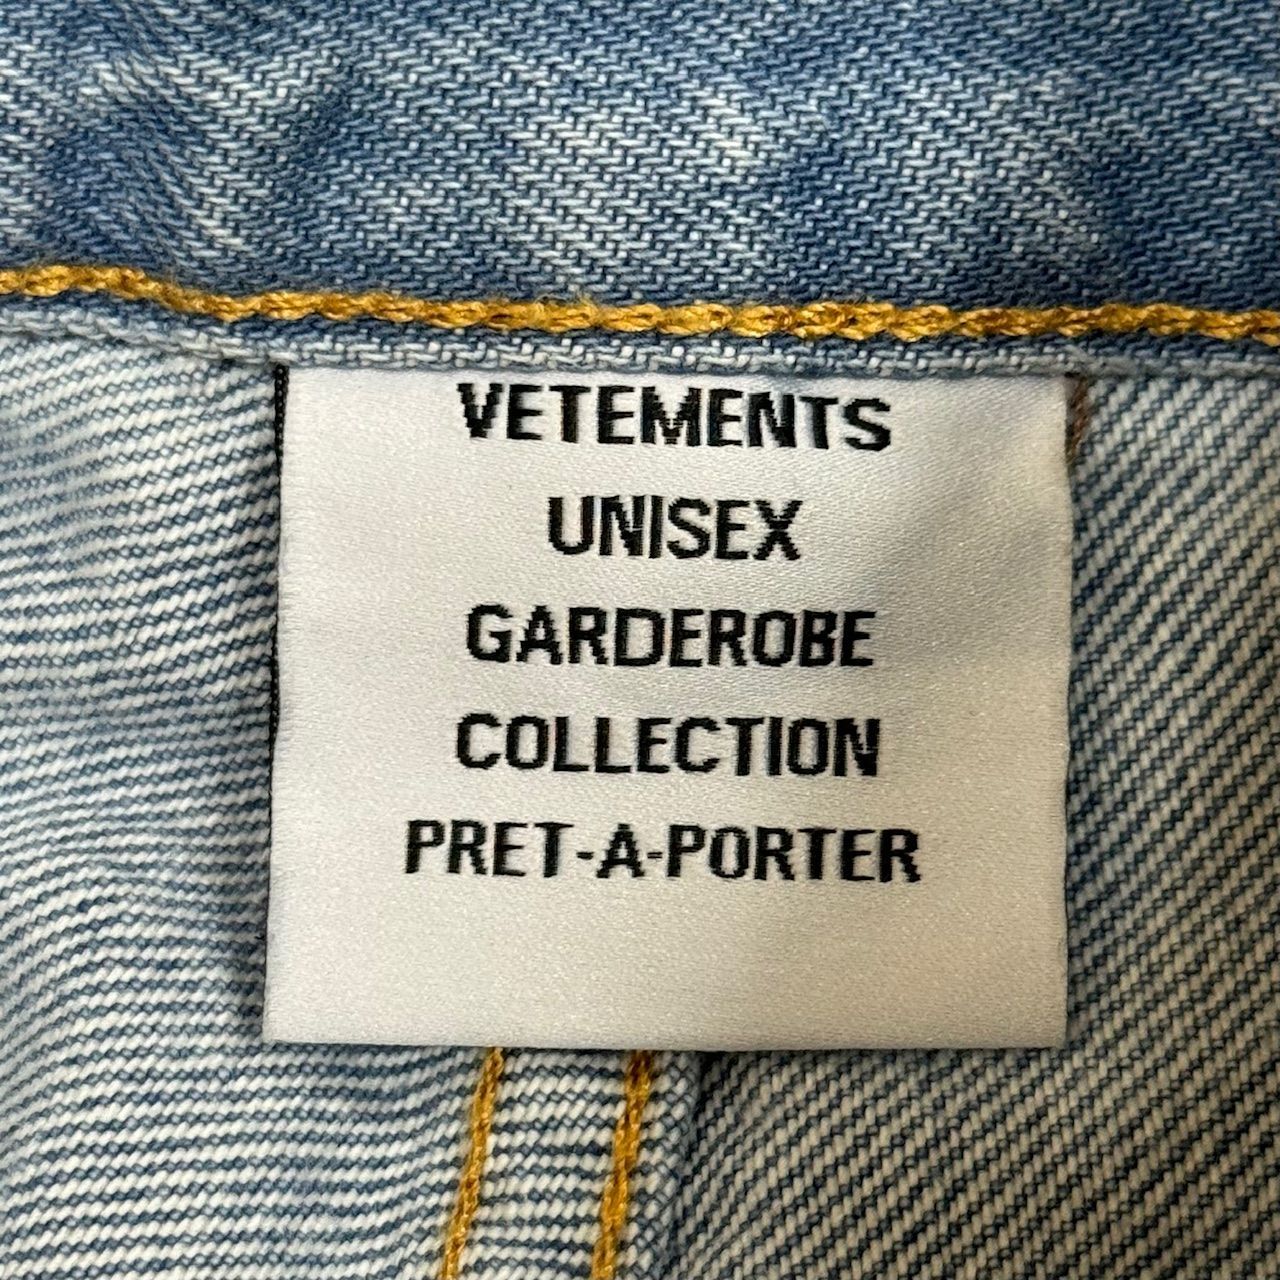 VETEMENTS
UNISEX
GARDEROBE
COLLECTION
PRET-A-PORTER